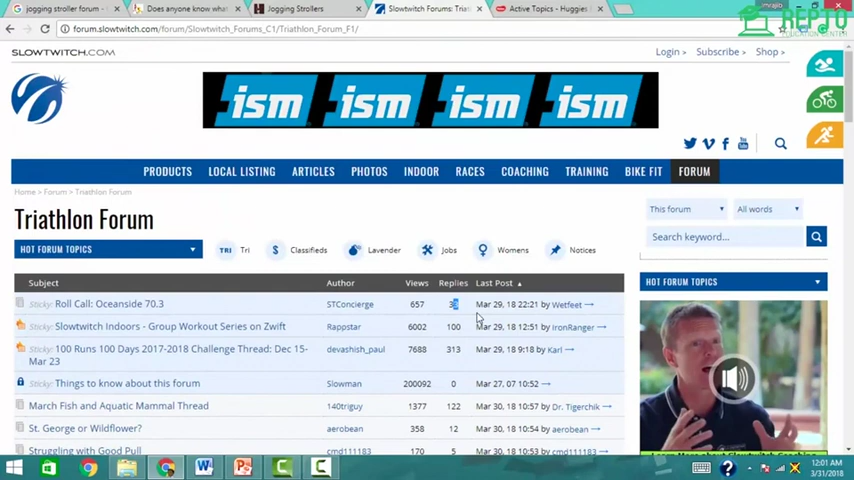 jogging stroller forum -
Does anyone know what
Jogging Strollers
Slowtwitch Forums: Tria
Active Topics - Huggies
forum.slowtwitch.com/forum/Slowtwitch_Forums_C1/Triathlon_Forum_F1/
REPTO
EDUCATION CENTER
SLOWTWITCH.COM
Login >
Subscribe >
Shop >
ism ism ism ism
PRODUCTS LOCAL LISTING ARTICLES PHOTOS INDOOR RACES COACHING TRAINING BIKE FIT FORUM
Home > Forum > Triathlon Forum
Triathlon Forum
This forum
All words
HOT FORUM TOPICS
TRI Tri
$ Classifieds
Lavender
Jobs
Womens
Notices
Search keyword...
Subject Author Views Replies Last Post
HOT FORUM TOPICS
Sticky: Roll Call: Oceanside 70.3 STConcierge 657 33 Mar 29, 18 22:21 by Wetfeet
Sticky: Slowtwitch Indoors - Group Workout Series on Zwift Rappstar 6002 100 Mar 29, 18 12:51 by IronRanger
Sticky: 100 Runs 100 Days 2017-2018 Challenge Thread: Dec 15- devashish_paul 7688 313 Mar 29, 18 9:18 by Karl
Mar 23
Sticky: Things to know about this forum Slowman 200092 0 Mar 27, 07 10:52
March Fish and Aquatic Mammal Thread 140triguy 1377 122 Mar 30, 18 10:57 by Dr. Tigerchik
St. George or Wildflower? aerobean 358 12 Mar 30, 18 10:54 by aerobean
Struggling with Good Pull cmd111183 170 5 Mar 30, 18 10:53 by cmd111183
12:01 AM
3/31/2018